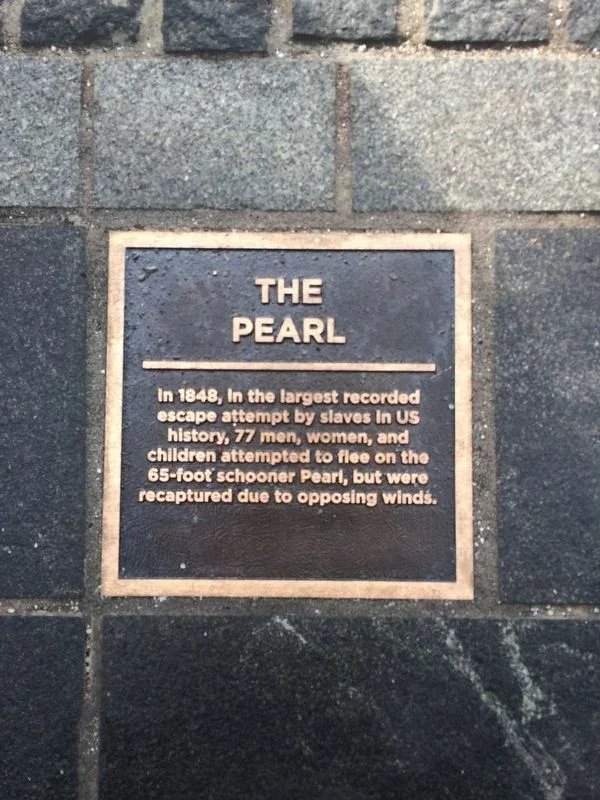 THE
PEARL
In 1848, in the largest recorded
escape attempt by slaves in US
history, 77 men, women, and
children attempted to flee on the
65-foot schooner Pearl, but were
recaptured due to opposing winds.